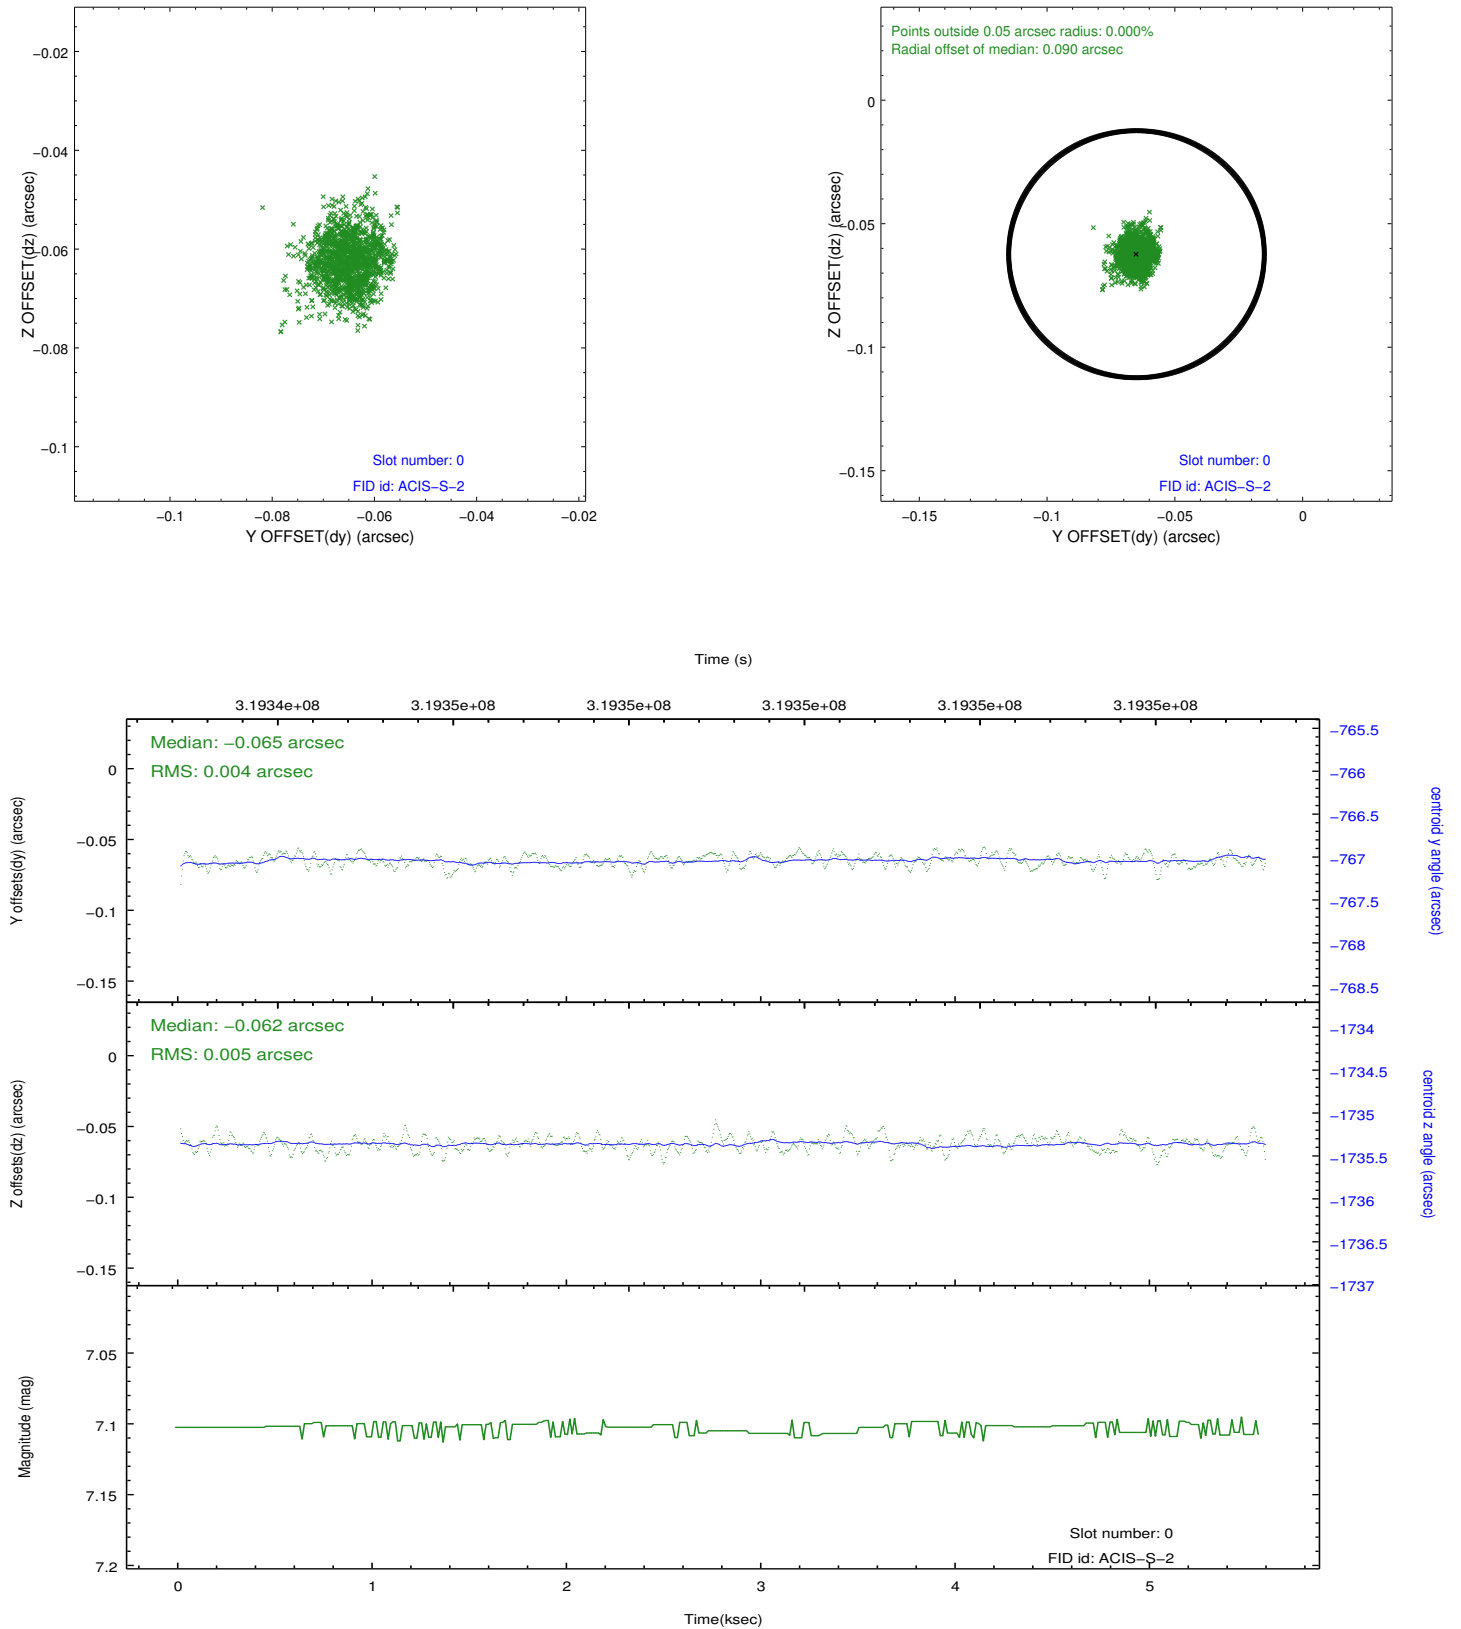 −0.02
−0.04
−0.06
−0.08
−0.1
Z OFFSET(dz) (arcsec)
Slot number: 0
FID id: ACIS−S−2
−0.1
−0.08
−0.06
−0.04
−0.02
Y OFFSET(dy) (arcsec)
Points outside 0.05 arcsec radius: 0.000%
Radial offset of median: 0.090 arcsec
0
−0.05
−0.1
−0.15
Z OFFSET(dz) (arcsec)
Slot number: 0
FID id: ACIS−S−2
−0.15
−0.1
−0.05
0
Y OFFSET(dy) (arcsec)
Time (s)
3.1934e+08
3.1935e+08
3.1935e+08
3.1935e+08
3.1935e+08
3.1935e+08
Median: −0.065 arcsec
RMS: 0.004 arcsec
0
−0.05
−0.1
−0.15
Y offsets(dy) (arcsec)
−765.5
−766
−766.5
−767
−767.5
−768
−768.5
centroid y angle (arcsec)
Median: −0.062 arcsec
RMS: 0.005 arcsec
0
−0.05
−0.1
−0.15
Z offsets(dz) (arcsec)
−1734
−1734.5
−1735
−1735.5
−1736
−1736.5
−1737
centroid z angle (arcsec)
7.05
7.1
7.15
7.2
Magnitude (mag)
Slot number: 0
FID id: ACIS−S−2
0
1
2
3
4
5
Time(ksec)